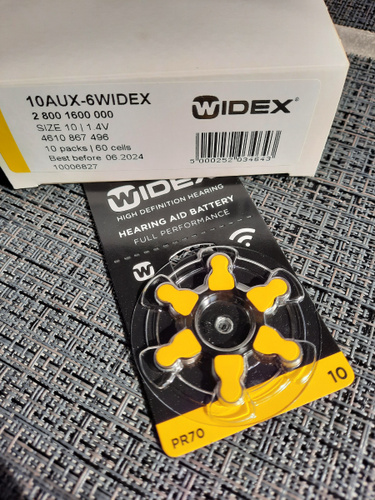 10AUX-6WIDEX
2 800 1600 000
SIZE 10 | 1.4V
4610 867 496
10 packs | 60 cells
Best before 06.2024
10006827
WIDEX®
5 000252 034643
WIDEX
HIGH DEFINITION HEARING
HEARING AID BATTERY
FULL PERFORMANCE
W
PR70
10